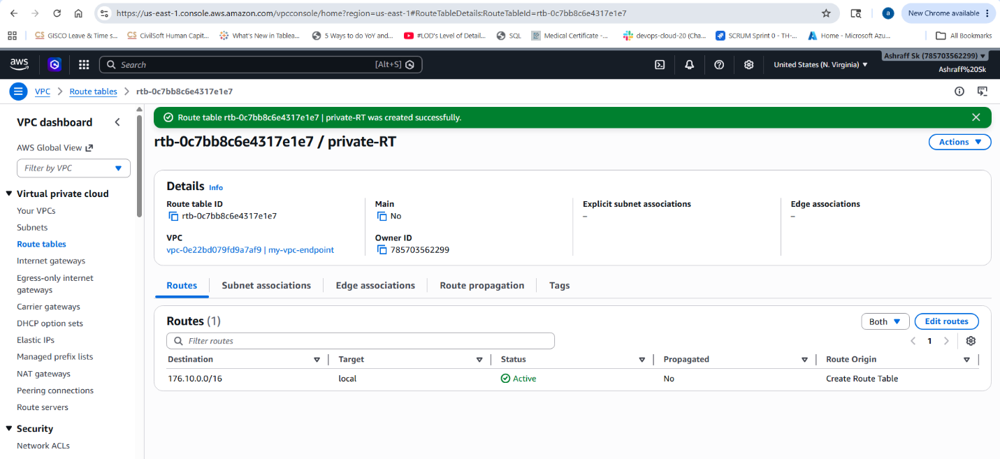 https://us-east-1.console.aws.amazon.com/vpcconsole/home?region=us-east-1#RouteTableDetails:RouteTableId=rtb-0c7bb8c6e4317e1e7
a
New Chrome available
GISCO Leave & Time s...
CivilSoft Human Capit...
What's New in Tablea...
5 Ways to do YoY and...
#LOD's Level of Detail...
SQL
Medical Certificate -...
devops-cloud-20 (Cha...
SCRUM Sprint 0 - TH-...
Home - Microsoft Azu...
All Bookmarks
aws
Search
[Alt+S]
United States (N. Virginia)
Ashraff Sk (785703562299)
Ashraff%20Sk
VPC
Route tables
rtb-0c7bb8c6e4317e1e7
VPC dashboard
AWS Global View
Filter by VPC
Virtual private cloud
Your VPCs
Subnets
Route tables
Internet gateways
Egress-only internet
gateways
Carrier gateways
DHCP option sets
Elastic IPs
Managed prefix lists
NAT gateways
Peering connections
Route servers
Security
Network ACLs
Route table rtb-0c7bb8c6e4317e1e7 | private-RT was created successfully.
rtb-0c7bb8c6e4317e1e7 / private-RT
Actions
Details Info
Route table ID
rtb-0c7bb8c6e4317e1e7
Main
No
Explicit subnet associations
–
Edge associations
–
VPC
vpc-0e22bd079fd9a7af9 | my-vpc-endpoint
Owner ID
785703562299
Routes
Subnet associations
Edge associations
Route propagation
Tags
Routes (1)
Both
Edit routes
Filter routes
1
Destination Target Status Propagated Route Origin
176.10.0.0/16 local Active No Create Route Table